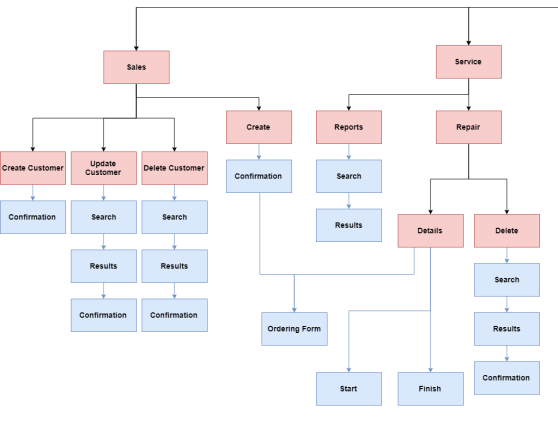 Sales
Service
Create
Reports
Repair
Create Customer
Update
Customer
Delete Customer
Confirmation
Search
Confirmation
Search
Search
Results
Details
Delete
Results
Results
Search
Confirmation
Confirmation
Ordering Form
Results
Start
Finish
Confirmation